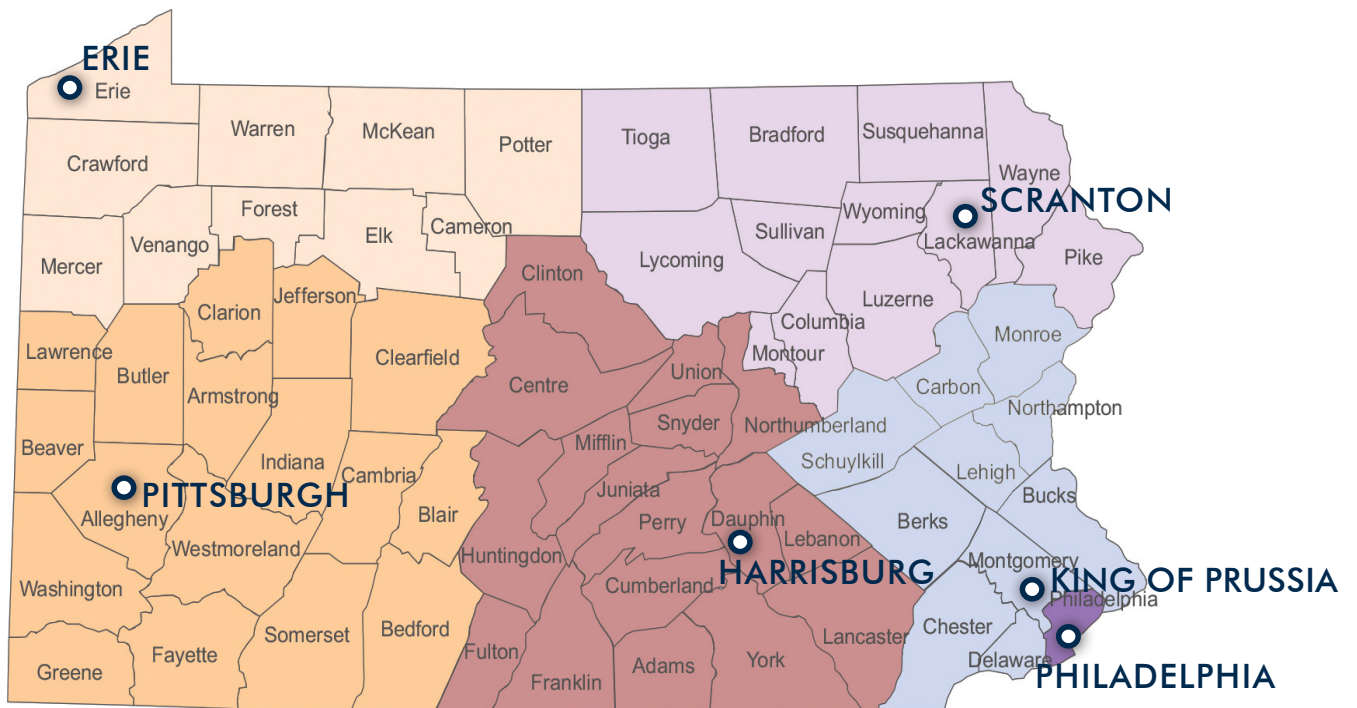 ERIE
Erie
Warren
McKean
Potter
Tioga
Bradford
Susquehanna
Crawford
Wayne
SCRANTON
Forest
Cameron
Wyoming
Venango
Elk
Sullivan
Lackawanna
Mercer
Lycoming
Pike
Clinton
Jefferson
Clarion
Luzerne
Columbia
Monroe
Lawrence
Butler
Clearfield
Montour
Armstrong
Centre
Union
Carbon
Northampton
Snyder
Northumberland
Beaver
Mifflin
Indiana
Cambria
Schuylkill
Lehigh
PITTSBURGH
Juniata
Bucks
Allegheny
Blair
Perry
Dauphin
Berks
Lebanon
Westmoreland
Huntingdon
Montgomery
Washington
Cumberland
HARRISBURG
KING OF PRUSSIA
Philadelphia
Somerset
Bedford
Chester
Lancaster
Fayette
Fulton
York
Delaware
Greene
Adams
PHILADELPHIA
Franklin